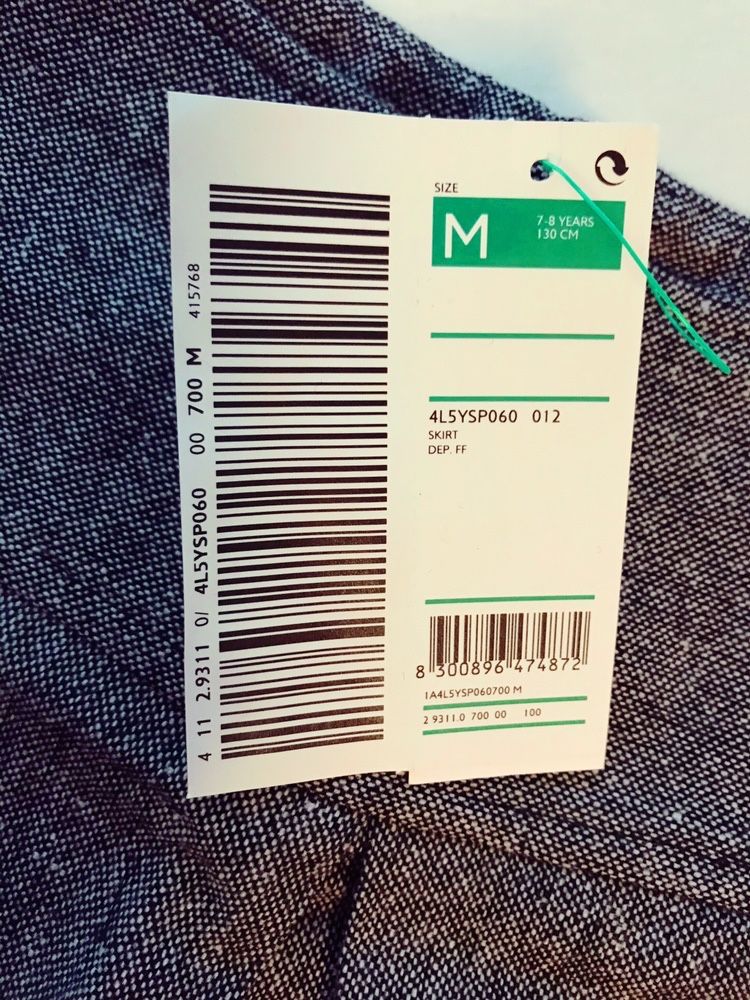 4 11 2.9311 0/ 4L5YSP060 00 700 M 415768
SIZE
M
7-8 YEARS
130 CM
4L5YSP060 012
SKIRT
DEP. FF
8 300896 474872
1A4L5YSP060700 M
2 9311.0 700 00 100